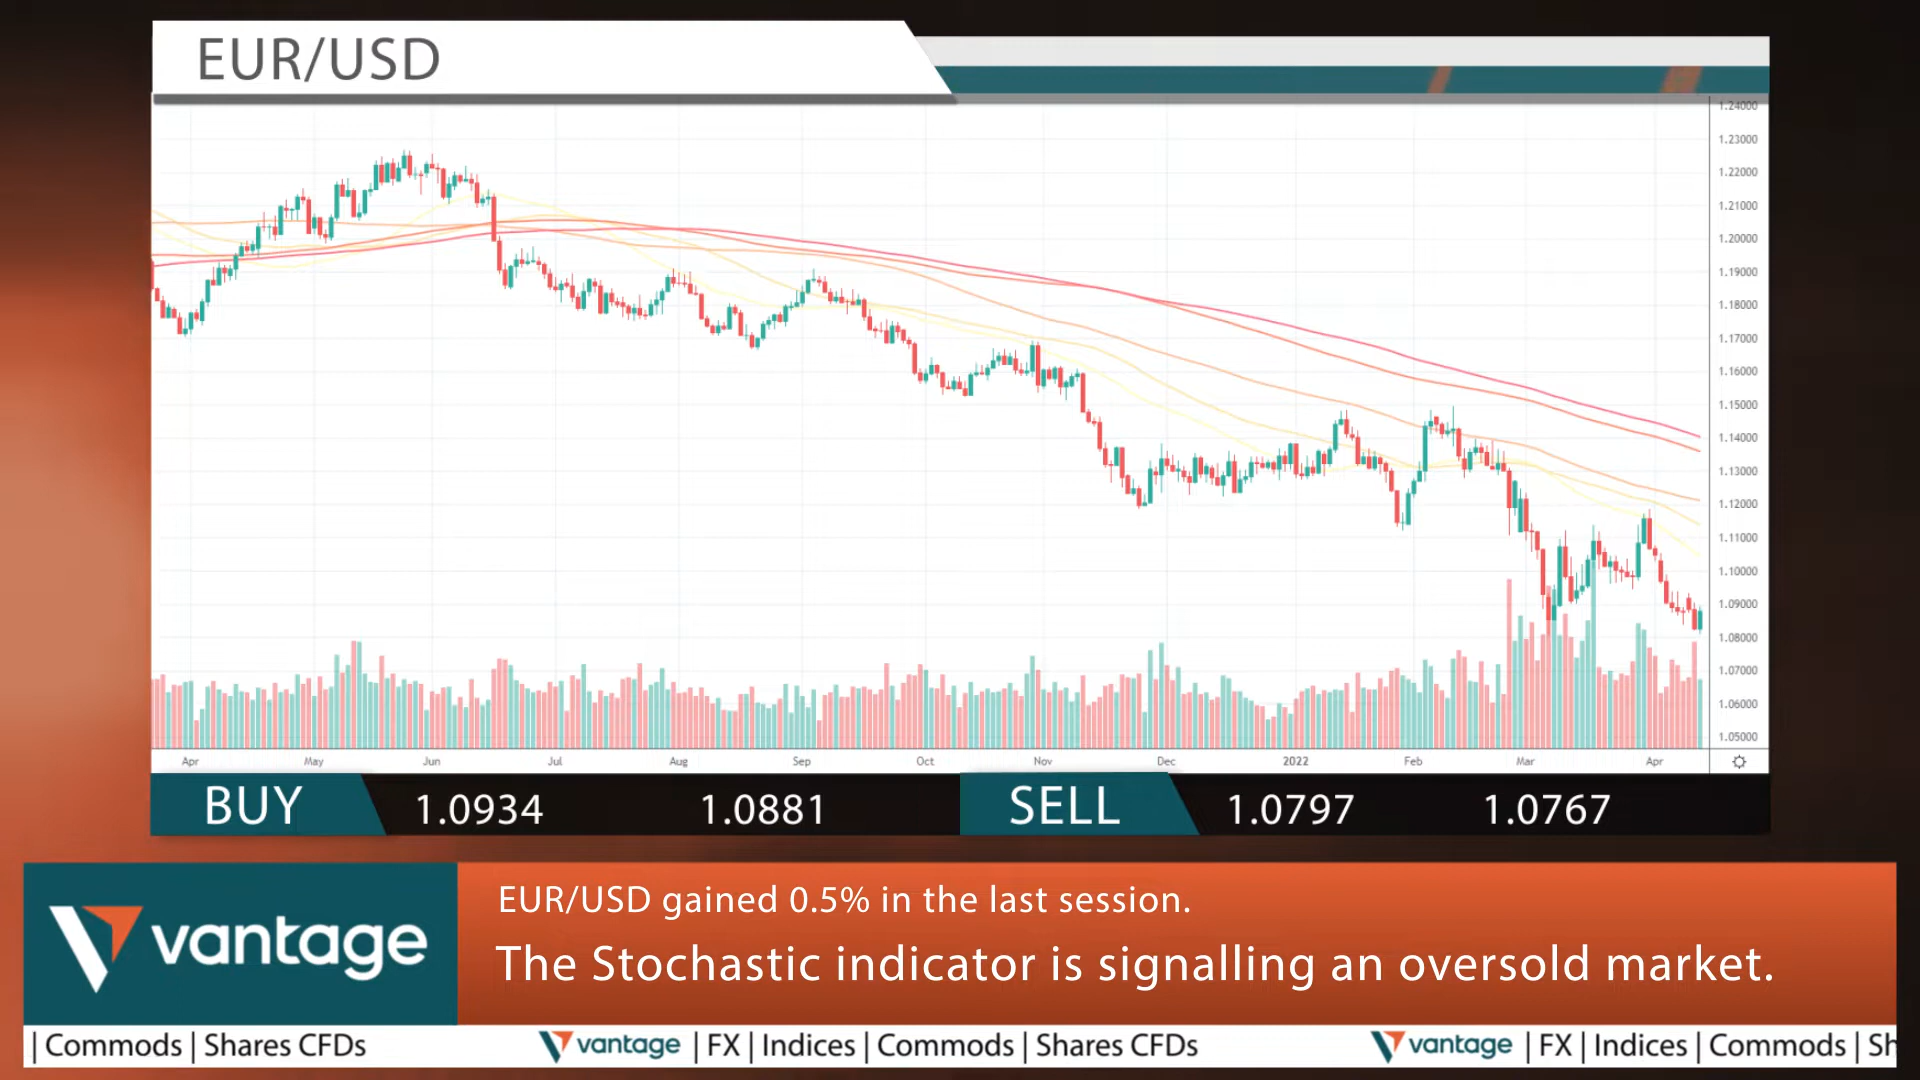 EUR/USD
1.24000
1.23000
1.22000
1.21000
1.20000
1.19000
1.18000
1.17000
1.16000
1.15000
1.14000
1.13000
1.12000
1.11000
1.10000
1.09000
1.08000
1.07000
1.06000
1.05000
Apr May Jun Jul Aug Sep Oct Nov Dec 2022 Feb Mar Apr
BUY 1.0934 1.0881 SELL 1.0797 1.0767
EUR/USD gained 0.5% in the last session.
vantage
The Stochastic indicator is signalling an oversold market.
| Commods | Shares CFDs vantage | FX | Indices | Commods | Shares CFDs vantage | FX | Indices | Commods | Sh